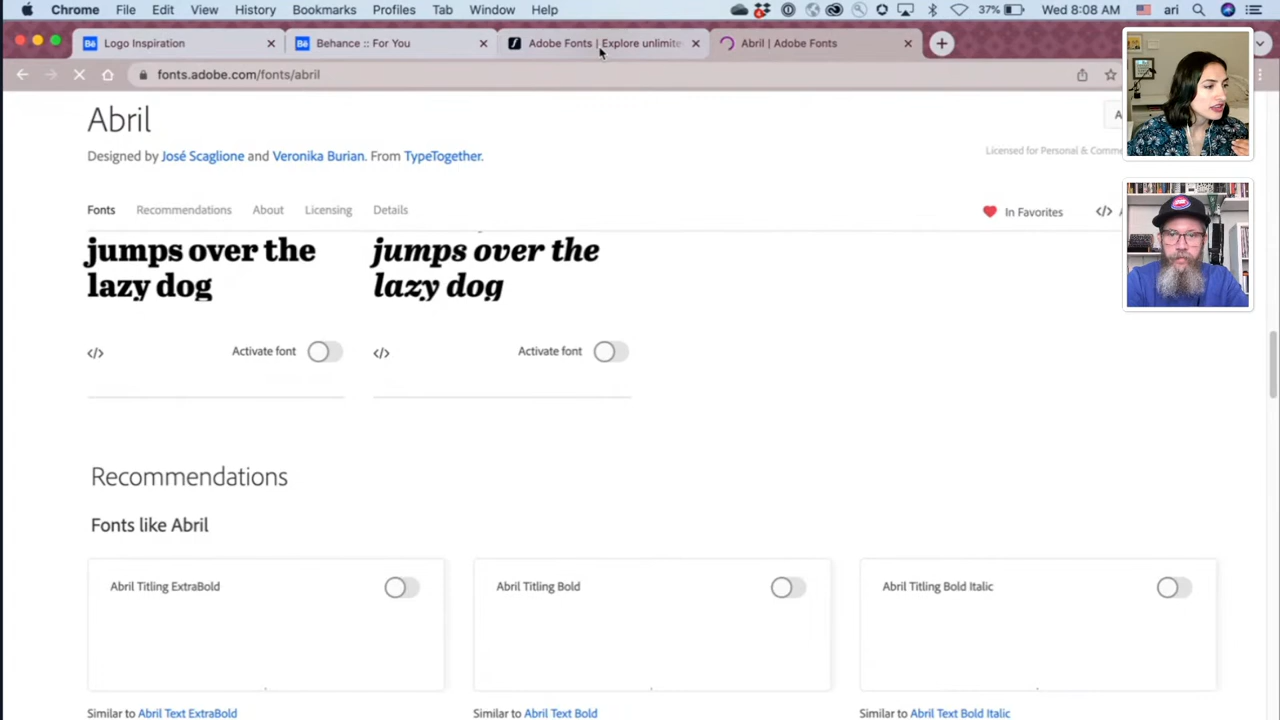 Chrome File Edit View History Bookmarks Profiles Tab Window Help 37% Wed 8:08 AM ari
Logo Inspiration Behance :: For You Adobe Fonts | Explore unlimite Abril | Adobe Fonts
fonts.adobe.com/fonts/abril
Abril
Designed by José Scaglione and Veronika Burian. From TypeTogether.
Licensed for Personal & Comme
Fonts Recommendations About Licensing Details In Favorites </>
jumps over the jumps over the
lazy dog lazy dog
</> Activate font </> Activate font
Recommendations
Fonts like Abril
Abril Titling ExtraBold Abril Titling Bold Abril Titling Bold Italic
Similar to Abril Text ExtraBold Similar to Abril Text Bold Similar to Abril Text Bold Italic